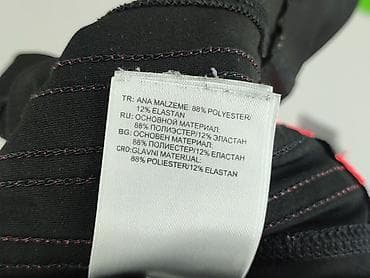 TR: ANA MALZEME: 88% POLYESTER/
12% ELASTAN
RU: ОСНОВНОЙ МАТЕРИАЛ:
88% ПОЛИЭСТЕР/12% ЭЛАСТАН
BG: ОСНОВЕН МАТЕРИАЛ:
88% ПОЛИЕСТЕР/12% ЕЛАСТАН
CRO:GLAVNI MATERIJAL:
88% POLIESTER/12% ELASTAN